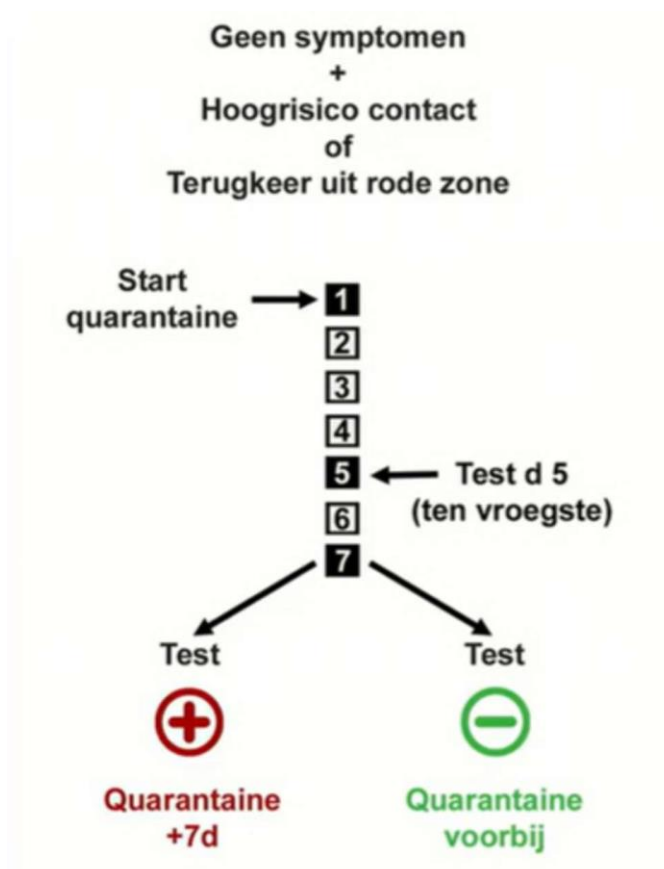 Geen symptomen
+
Hoogrisico contact
of
Terugkeer uit rode zone
Start
quarantaine
1
2
3
4
5
Test d 5
(ten vroegste)
6
7
Test
Test
Quarantaine
+7d
Quarantaine
voorbij